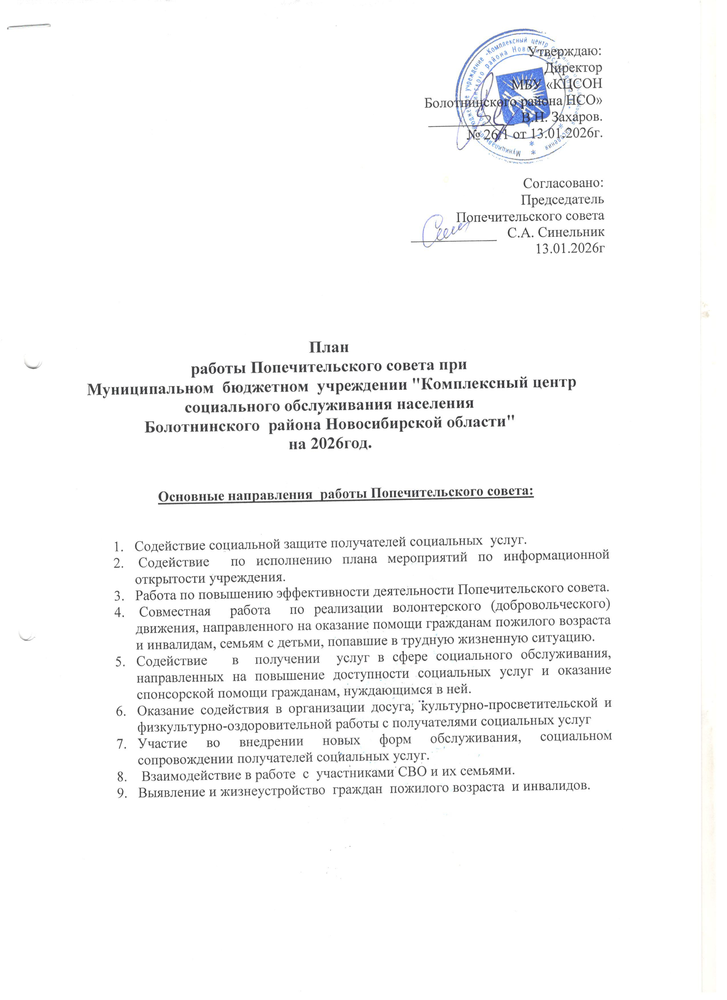 Утверждаю:
Директор
МБУ «КЦСОН
Болотнинского района НСО»
В.Н. Захаров.
№ 26/1 от 13.01.2026г.
Муниципальное бюджетное учреждение «Комплексный центр
Болотнинского района Новосибирской области»
Согласовано:
Председатель
Попечительского совета
С.А. Синельник
13.01.2026г
План
работы Попечительского совета при
Муниципальном бюджетном учреждении "Комплексный центр
социального обслуживания населения
Болотнинского района Новосибирской области"
на 2026год.
Основные направления работы Попечительского совета:
1. Содействие социальной защите получателей социальных услуг.
2. Содействие по исполнению плана мероприятий по информационной
открытости учреждения.
3. Работа по повышению эффективности деятельности Попечительского совета.
4. Совместная работа по реализации волонтерского (добровольческого)
движения, направленного на оказание помощи гражданам пожилого возраста
и инвалидам, семьям с детьми, попавшие в трудную жизненную ситуацию.
5. Содействие в получении услуг в сфере социального обслуживания,
направленных на повышение доступности социальных услуг и оказание
спонсорской помощи гражданам, нуждающимся в ней.
6. Оказание содействия в организации досуга, культурно-просветительской и
физкультурно-оздоровительной работы с получателями социальных услуг
7. Участие во внедрении новых форм обслуживания, социальном
сопровождении получателей социальных услуг.
8. Взаимодействие в работе с участниками СВО и их семьями.
9. Выявление и жизнеустройство граждан пожилого возраста и инвалидов.